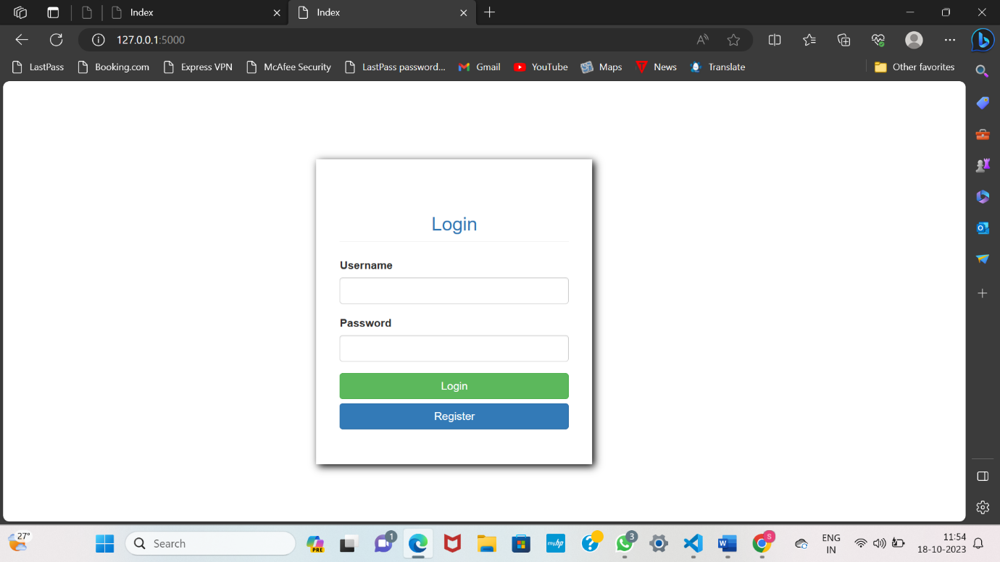 Index
Index
127.0.0.1:5000
LastPass
Booking.com
Express VPN
McAfee Security
LastPass password...
Gmail
YouTube
Maps
News
Translate
Other favorites
Login
Username
Password
Login
Register
27°
Search
PRE
1
myhp
3
S
ENG
IN
11:54
18-10-2023